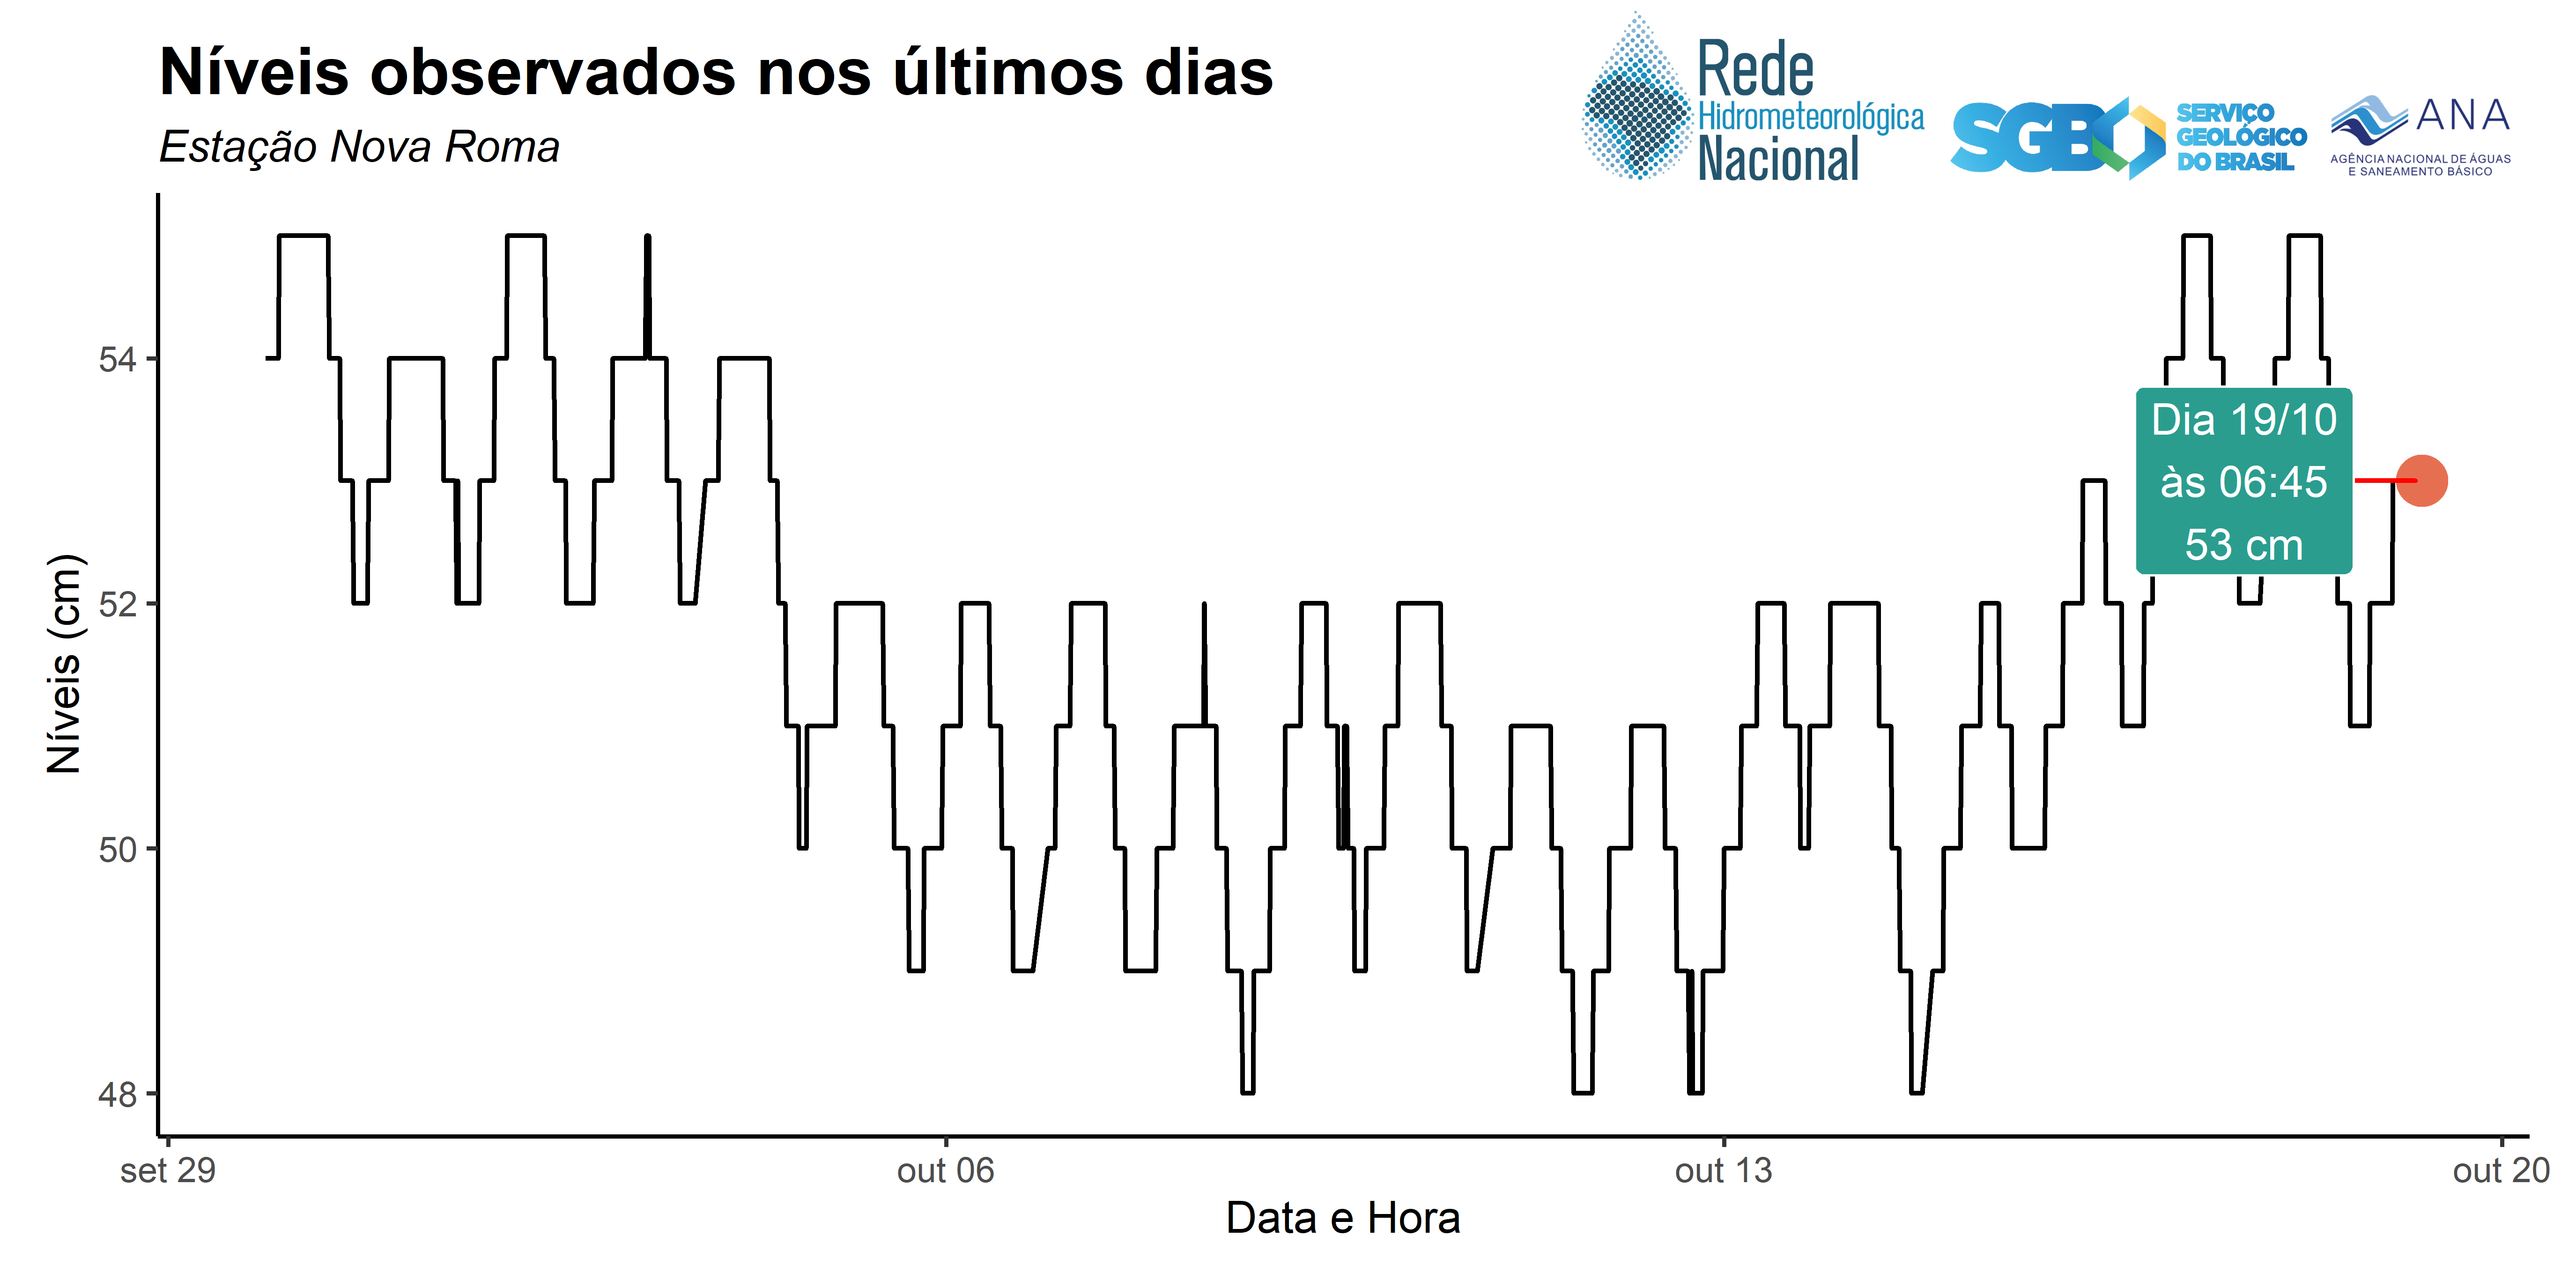 Níveis observados nos últimos dias
Estação Nova Roma
Rede
Hidrometeorológica
Nacional
SGB
SERVIÇO
GEOLÓGICO
DO BRASIL
ANA
AGÊNCIA NACIONAL DE ÁGUAS
E SANEAMENTO BÁSICO
Níveis (cm)
54
52
50
48
Dia 19/10
às 06:45
53 cm
set 29
out 06
out 13
out 20
Data e Hora